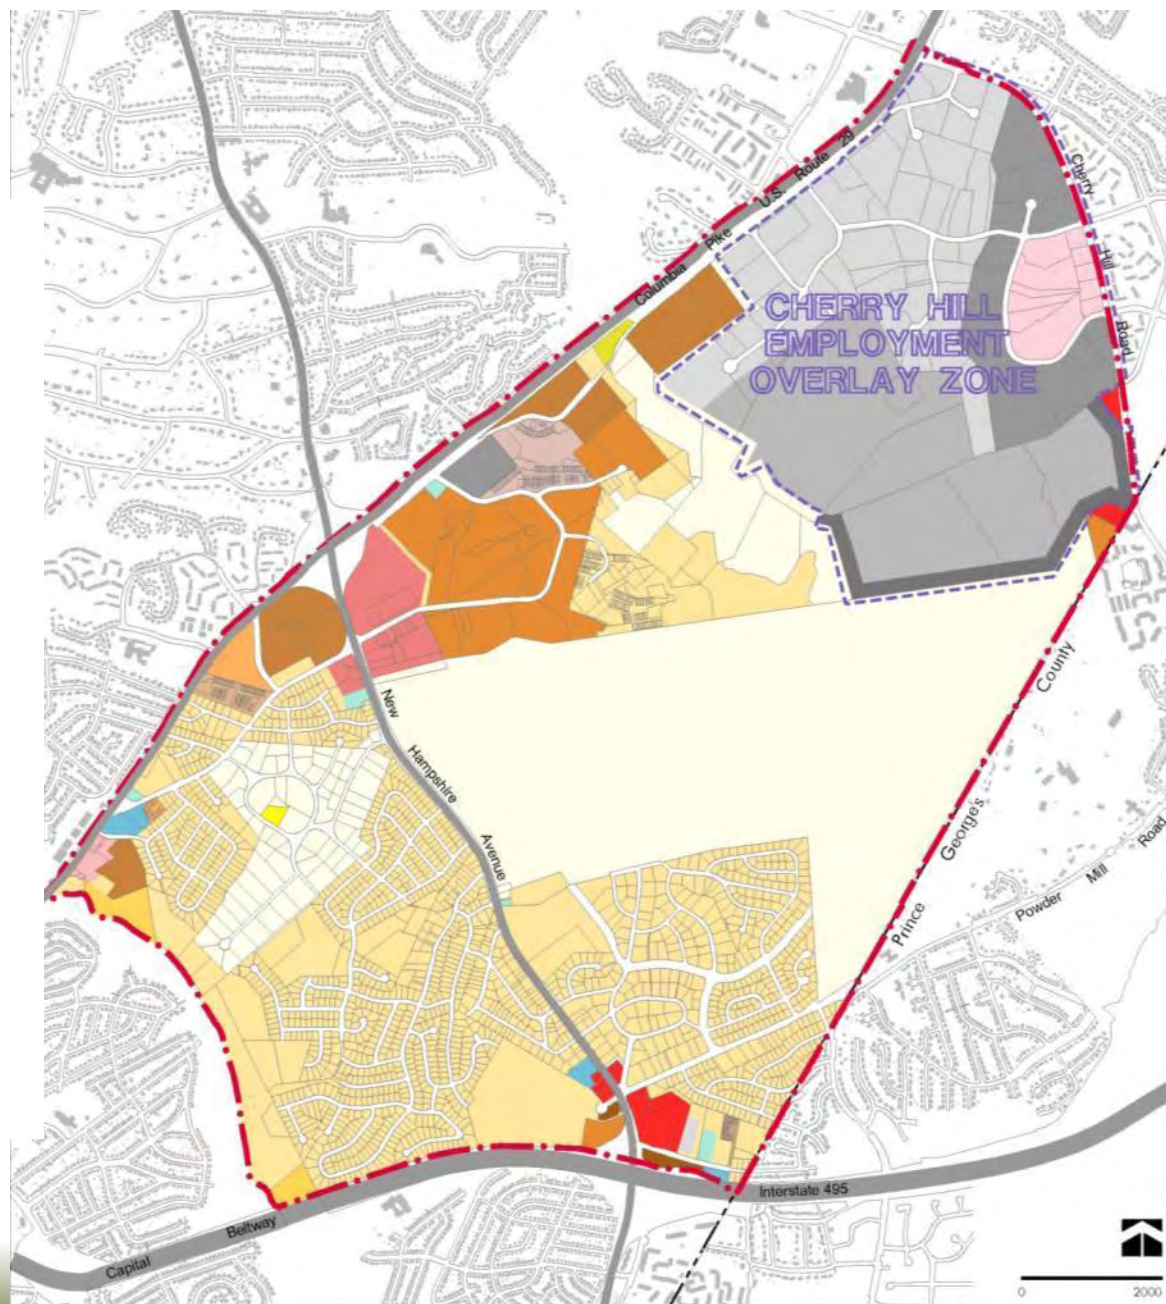 U.S. Route 29
Columbia Pike
Cherry Hill Road
CHERRY HILL
EMPLOYMENT
OVERLAY ZONE
New Hampshire Avenue
Prince George's County
Powder Mill Road
Interstate 495
Capital Beltway
0 2000